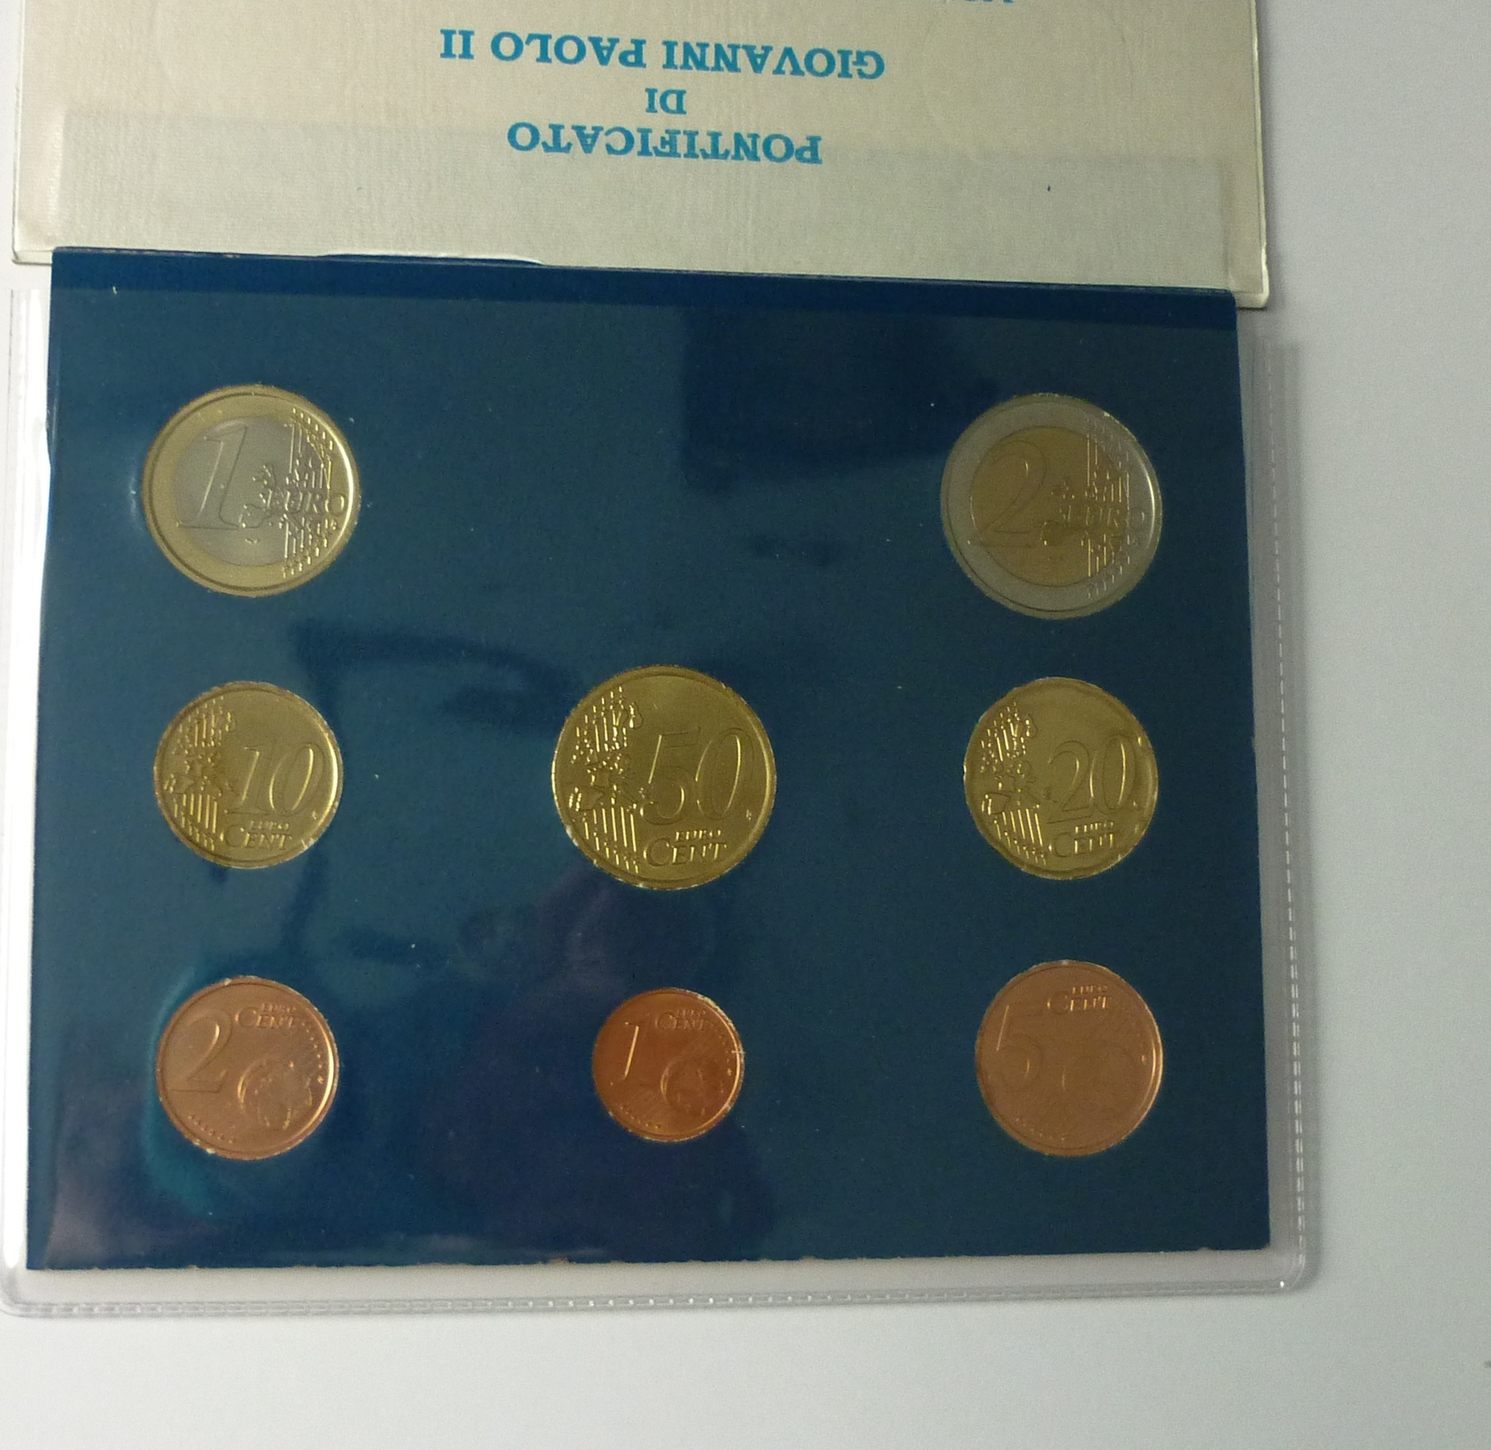 PONTIFICATO
DI
GIOVANNI PAOLO II
1
EURO
2
EURO
10
EURO
CENT
50
EURO
CENT
20
EURO
CENT
2
EURO
CENT
1
EURO
CENT
5
EURO
CENT